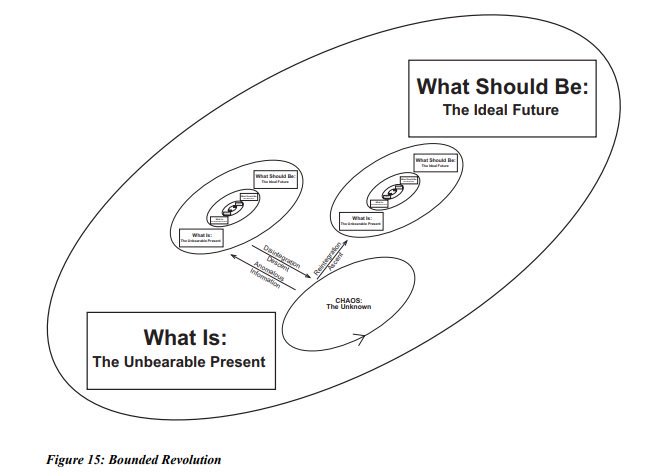 What Should Be:
The Ideal Future
What Should Be:
The Ideal Future
What Is:
The Unbearable Present
What Should Be:
The Ideal Future
What Is:
The Unbearable Present
Disintegration
Descent
Anomalous
Information
Reintegration
Ascent
CHAOS:
The Unknown
What Is:
The Unbearable Present
Figure 15: Bounded Revolution